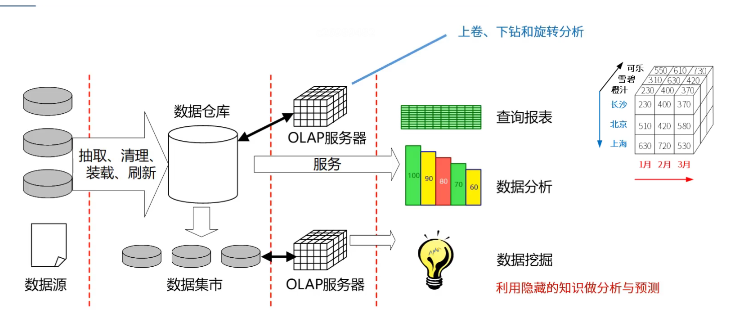 上卷、下钻和旋转分析
数据仓库
OLAP服务器
抽取、清理、
装载、刷新
服务
查询报表
100 90 80 70 60
数据分析
数据源
数据集市
OLAP服务器
数据挖掘
利用隐藏的知识做分析与预测
可乐 550 610 730
雪碧 310 630 420
橙汁 230 400 370
长沙 230 400 370
北京 510 420 580
上海 630 720 530
1月 2月 3月